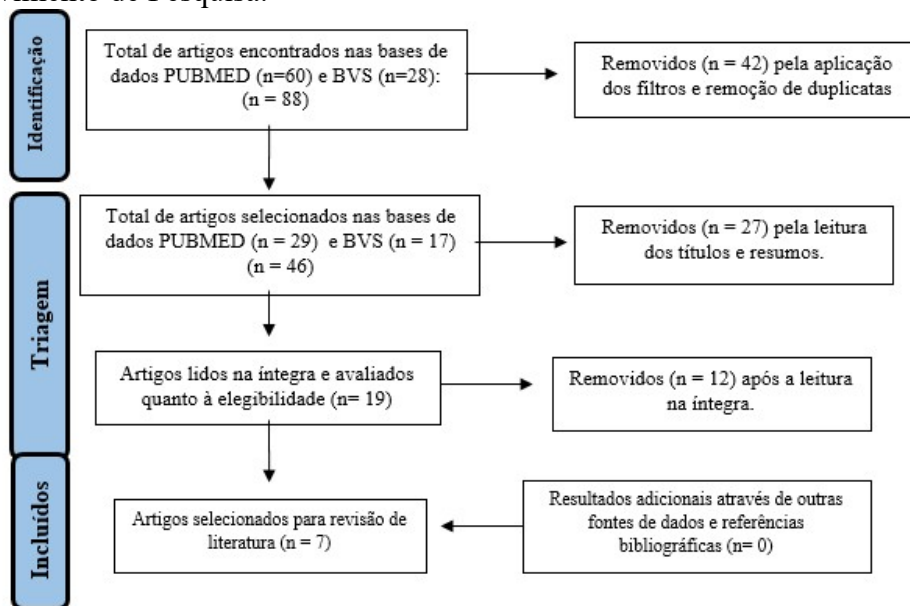 Identificação
Total de artigos encontrados nas bases de
dados PUBMED (n=60) e BVS (n=28):
(n = 88)
Removidos (n = 42) pela aplicação
dos filtros e remoção de duplicatas
Triagem
Total de artigos selecionados nas bases de
dados PUBMED (n = 29) e BVS (n = 17)
(n = 46)
Removidos (n = 27) pela leitura
dos títulos e resumos.
Artigos lidos na íntegra e avaliados
quanto à elegibilidade (n= 19)
Removidos (n = 12) após a leitura
na íntegra.
Incluídos
Artigos selecionados para revisão de
literatura (n = 7)
Resultados adicionais através de outras
fontes de dados e referências
bibliográficas (n= 0)